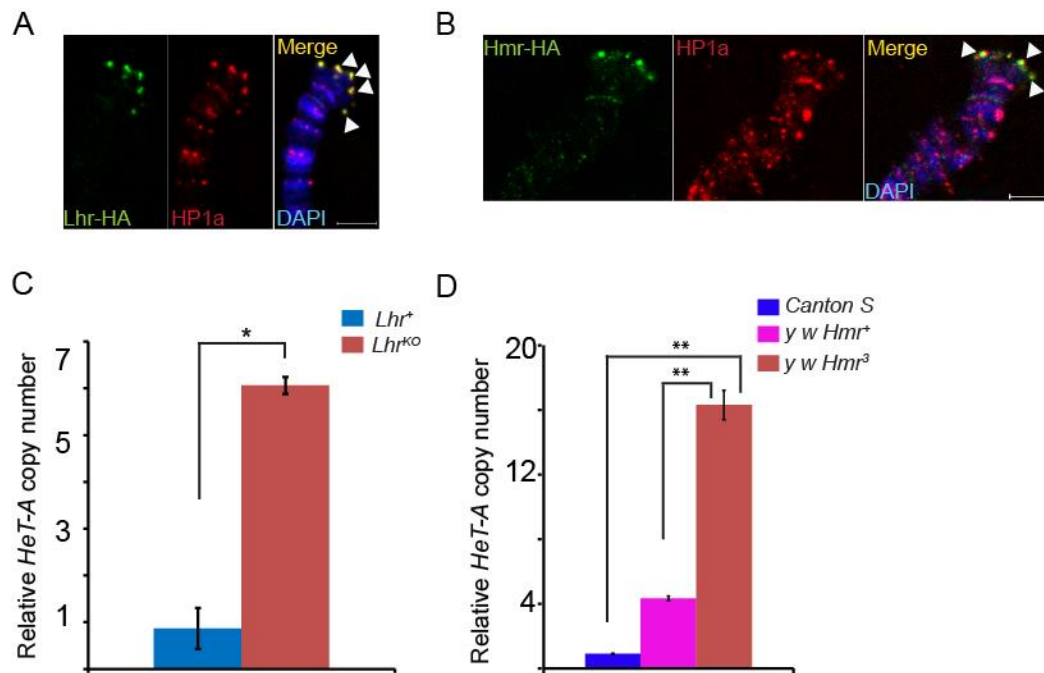 A
Lhr-HA
HP1a
Merge
DAPI
B
Hmr-HA
HP1a
Merge
DAPI
C
Relative HeT-A copy number
7
5
3
1
*
Lhr⁺
Lhrᴷᴼ
D
Relative HeT-A copy number
20
12
4
**
**
Canton S
y w Hmr⁺
y w Hmr³